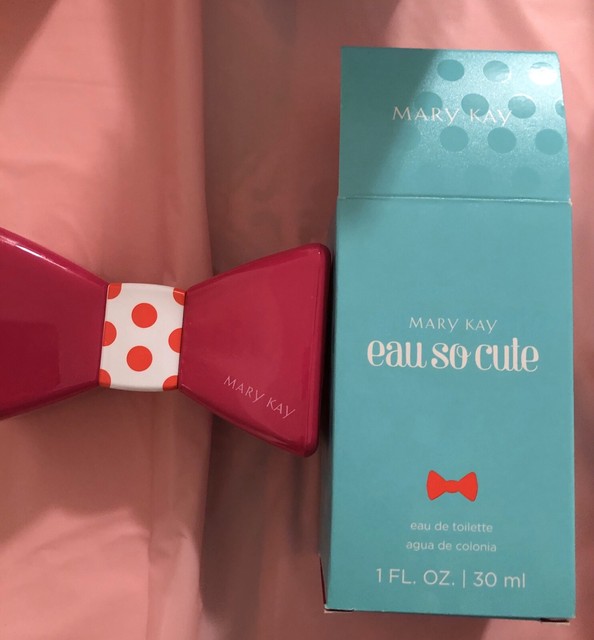 MARY KAY
MARY KAY
eau so cute
MARY KAY
eau de toilette
agua de colonia
1 FL. OZ. | 30 ml